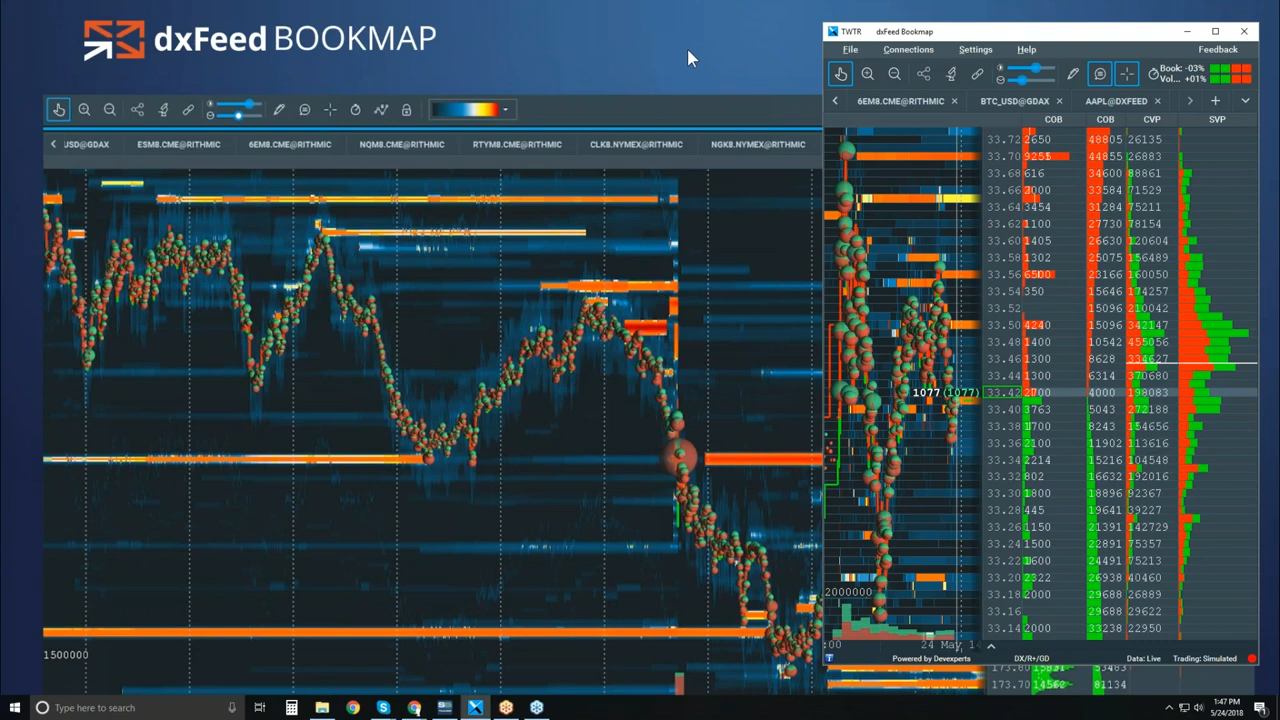 dxFeed BOOKMAP
USD@GDAX ESM8.CME@RITHMIC 6EM8.CME@RITHMIC NQM8.CME@RITHMIC RTYM8.CME@RITHMIC CLK8.NYMEX@RITHMIC NGK8.NYMEX@RITHMIC
1500000
TWTR dxFeed Bookmap
File Connections Settings Help Feedback
Book: -03%
Vol... +01%
6EM8.CME@RITHMIC BTC_USD@GDAX AAPL@DXFEED
COB COB CVP SVP
33.72 2650 48805 26135
33.70 9255 44855 26883
33.68 616 34600 88861
33.66 2000 33584 71529
33.64 3454 31284 75211
33.62 1100 27730 78154
33.60 1405 26630 120604
33.58 1302 25075 156489
33.56 6500 23166 160050
33.54 350 15646 174257
33.52 15096 210042
33.50 4240 15096 342147
33.48 1400 10542 455056
33.46 1300 8628 334627
33.44 1300 6314 370680
1077 (1077) 33.42 4000 198083
33.40 3763 5043 272188
33.38 1700 8243 154656
33.36 2100 11902 113616
33.34 2214 15216 104548
33.32 802 16632 192016
33.30 1800 18896 92367
33.28 445 19641 39227
33.26 1150 21391 142729
33.24 1500 22891 75357
33.22 1600 24491 75213
33.20 2322 26938 40460
2000000 33.18 2000 29688 26889
33.16 29688 29622
33.14 2000 33238 22950
:00 24 May
Powered by Devexperts DX/R+/GD Data: Live Trading: Simulated
173.70 14562 81134
Type here to search
1:47 PM
5/24/2018